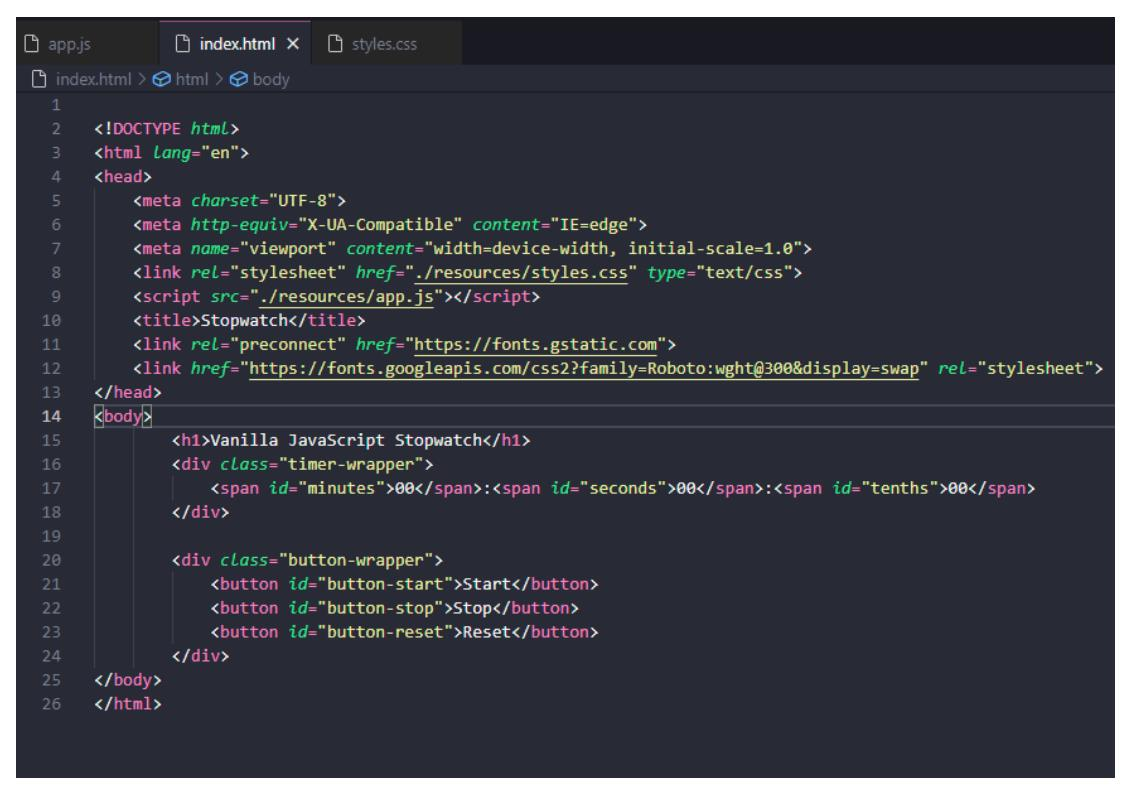 app.js
index.html
styles.css
index.html > html > body
1
2 <!DOCTYPE html>
3 <html lang="en">
4 <head>
5 <meta charset="UTF-8">
6 <meta http-equiv="X-UA-Compatible" content="IE=edge">
7 <meta name="viewport" content="width=device-width, initial-scale=1.0">
8 <link rel="stylesheet" href="./resources/styles.css" type="text/css">
9 <script src="./resources/app.js"></script>
10 <title>Stopwatch</title>
11 <link rel="preconnect" href="https://fonts.gstatic.com">
12 <link href="https://fonts.googleapis.com/css2?family=Roboto:wght@300&display=swap" rel="stylesheet">
13 </head>
14 <body>
15 <h1>Vanilla JavaScript Stopwatch</h1>
16 <div class="timer-wrapper">
17 <span id="minutes">00</span>:<span id="seconds">00</span>:<span id="tenths">00</span>
18 </div>
19
20 <div class="button-wrapper">
21 <button id="button-start">Start</button>
22 <button id="button-stop">Stop</button>
23 <button id="button-reset">Reset</button>
24 </div>
25 </body>
26 </html>